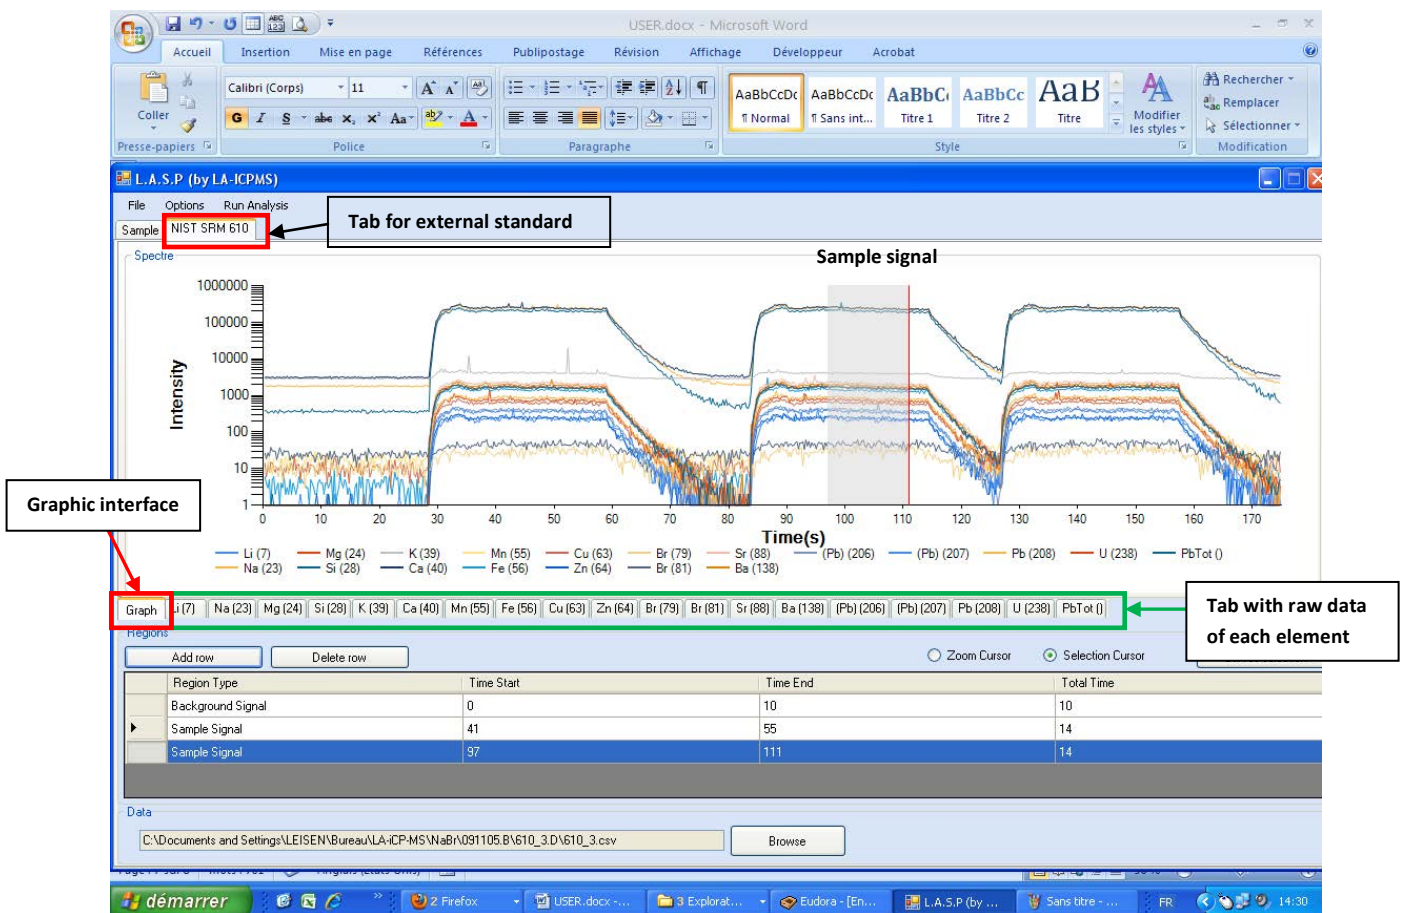 USER.docx - Microsoft Word
Accueil Insertion Mise en page Références Publipostage Révision Affichage Développeur Acrobat
Coller
Calibri (Corps) 11
G I S abe X₂ X² Aa
AaBbCcDc AaBbCcDc AaBbC AaBbCc AaB
¶ Normal ¶ Sans int... Titre 1 Titre 2 Titre
Modifier les styles
Rechercher
Remplacer
Sélectionner
Presse-papiers Police Paragraphe Style Modification
L.A.S.P (by LA-ICPMS)
File Options Run Analysis
Sample NIST SRM 610
Tab for external standard
Spectre
Sample signal
1000000
100000
10000
1000
100
10
1
Intensity
0 10 20 30 40 50 60 70 80 90 100 110 120 130 140 150 160 170
Time(s)
Graphic interface
Li (7) Mg (24) K (39) Mn (55) Cu (63) Br (79) Sr (88) (Pb) (206) (Pb) (207) Pb (208) U (238) PbTot ()
Na (23) Si (28) Ca (40) Fe (56) Zn (64) Br (81) Ba (138)
Graph Li (7) Na (23) Mg (24) Si (28) K (39) Ca (40) Mn (55) Fe (56) Cu (63) Zn (64) Br (79) Br (81) Sr (88) Ba (138) (Pb) (206) (Pb) (207) Pb (208) U (238) PbTot ()
Tab with raw data
of each element
Regions
Add row Delete row Zoom Cursor Selection Cursor
Region Type Time Start Time End Total Time
Background Signal 0 10 10
Sample Signal 41 55 14
Sample Signal 97 111 14
Data
C:\Documents and Settings\LEISEN\Bureau\LA-iCP-MS\NaBr\091105.B\610_3.D\610_3.csv Browse
démarrer 2 Firefox USER.docx -... 3 Explorat... Eudora - [En... L.A.S.P (by ... Sans titre - ... FR 14:30